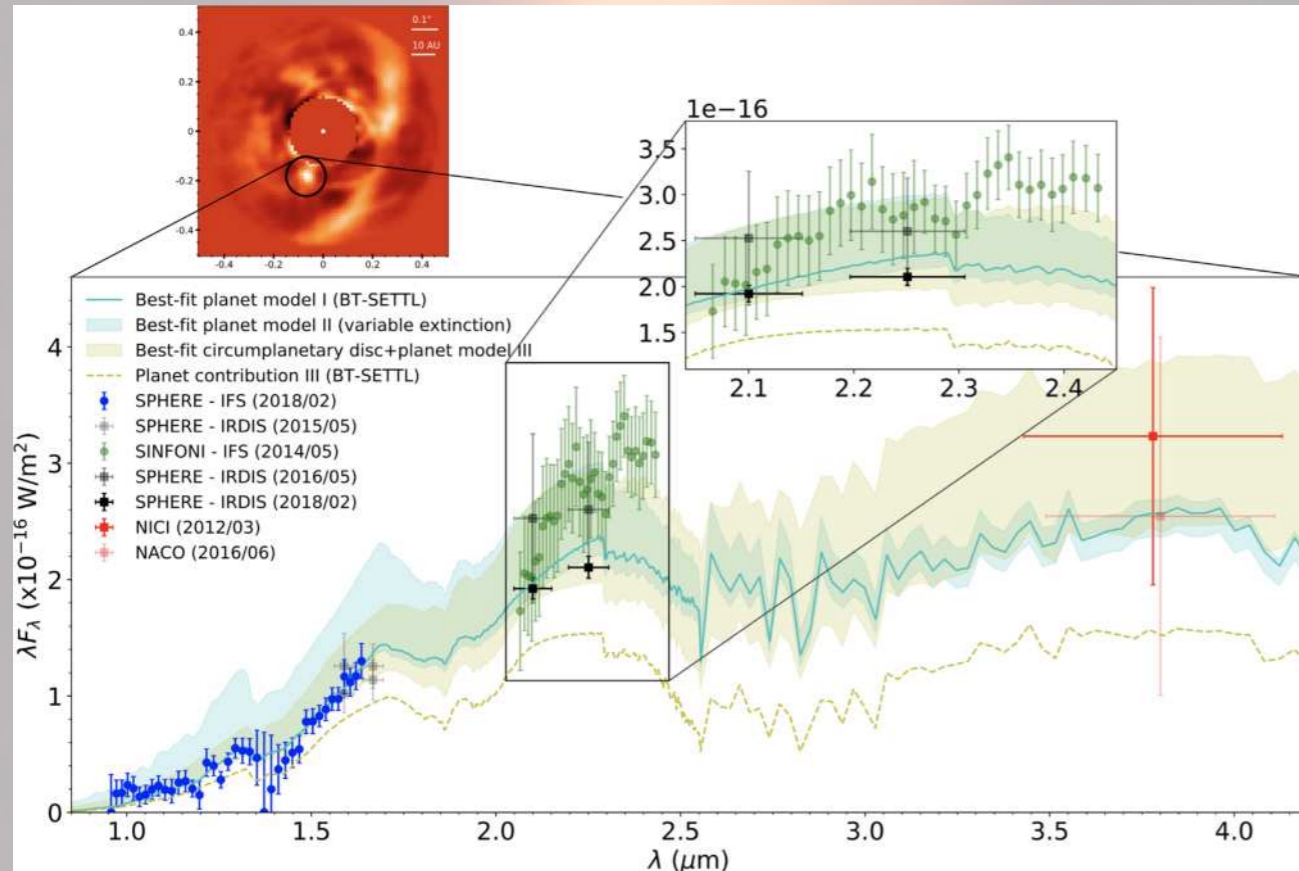 0.1"
10 AU
0.4
0.2
0
-0.2
-0.4
-0.4
-0.2
0
0.2
0.4
1e−16
3.5
3.0
2.5
2.0
1.5
2.1
2.2
2.3
2.4
Best-fit planet model I (BT-SETTL)
Best-fit planet model II (variable extinction)
Best-fit circumplanetary disc+planet model III
Planet contribution III (BT-SETTL)
SPHERE - IFS (2018/02)
SPHERE - IRDIS (2015/05)
SINFONI - IFS (2014/05)
SPHERE - IRDIS (2016/05)
SPHERE - IRDIS (2018/02)
NICI (2012/03)
NACO (2016/06)
λFλ (x10⁻¹⁶ W/m²)
4
3
2
1
0
1.0
1.5
2.0
2.5
3.0
3.5
4.0
λ (μm)